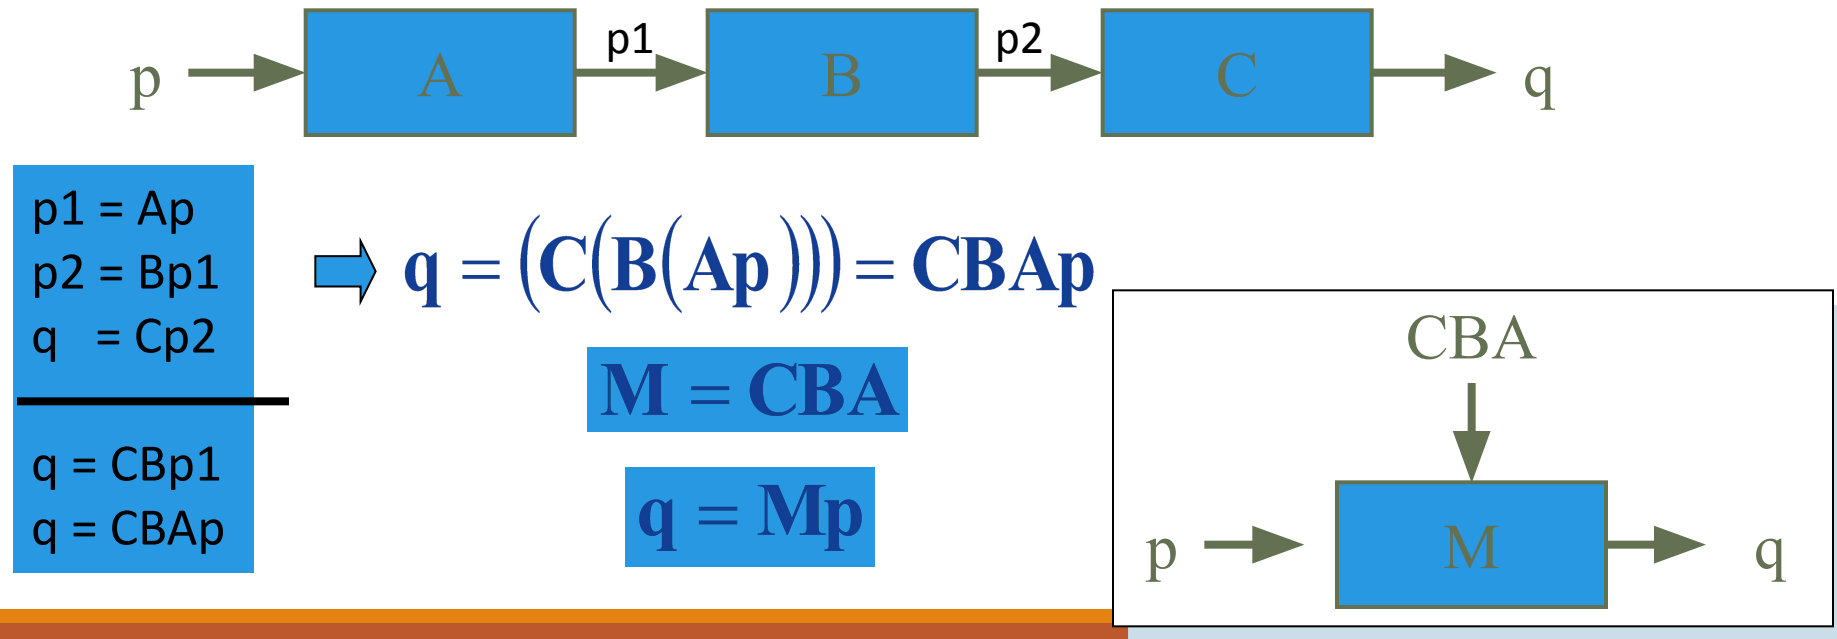 p A p1 B p2 C q
p1 = Ap
p2 = Bp1
q = Cp2
q = CBp1
q = CBAp
q = (C(B(Ap))) = CBAp
M = CBA
q = Mp
CBA
p M q